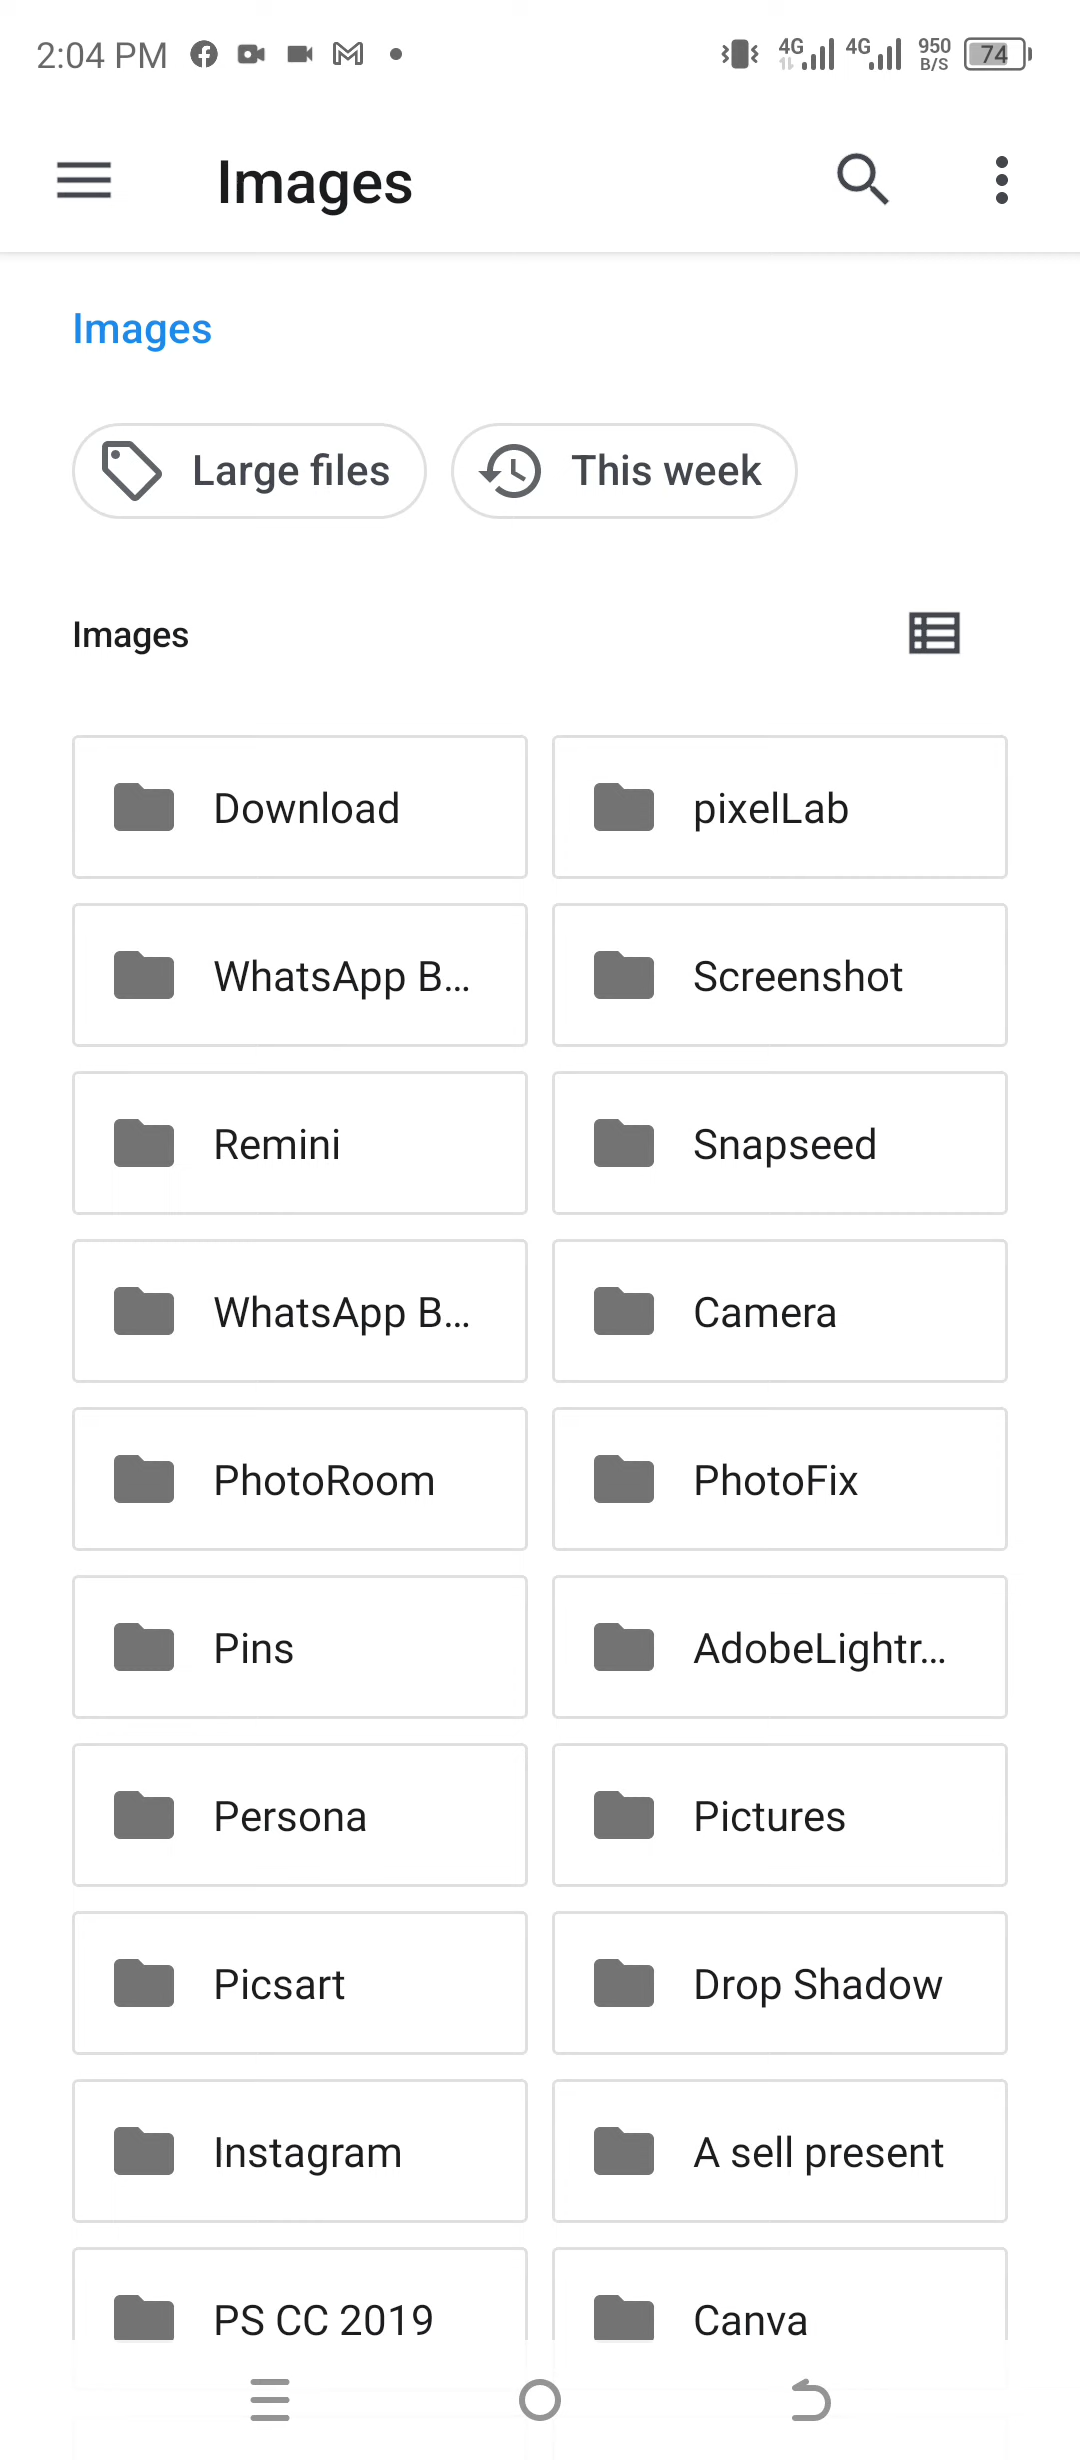 2:04 PM 4G 4G 950 B/S 74
Images
Images
Large files This week
Images
Download pixelLab
WhatsApp B... Screenshot
Remini Snapseed
WhatsApp B... Camera
PhotoRoom PhotoFix
Pins AdobeLightr...
Persona Pictures
Picsart Drop Shadow
Instagram A sell present
PS CC 2019 Canva